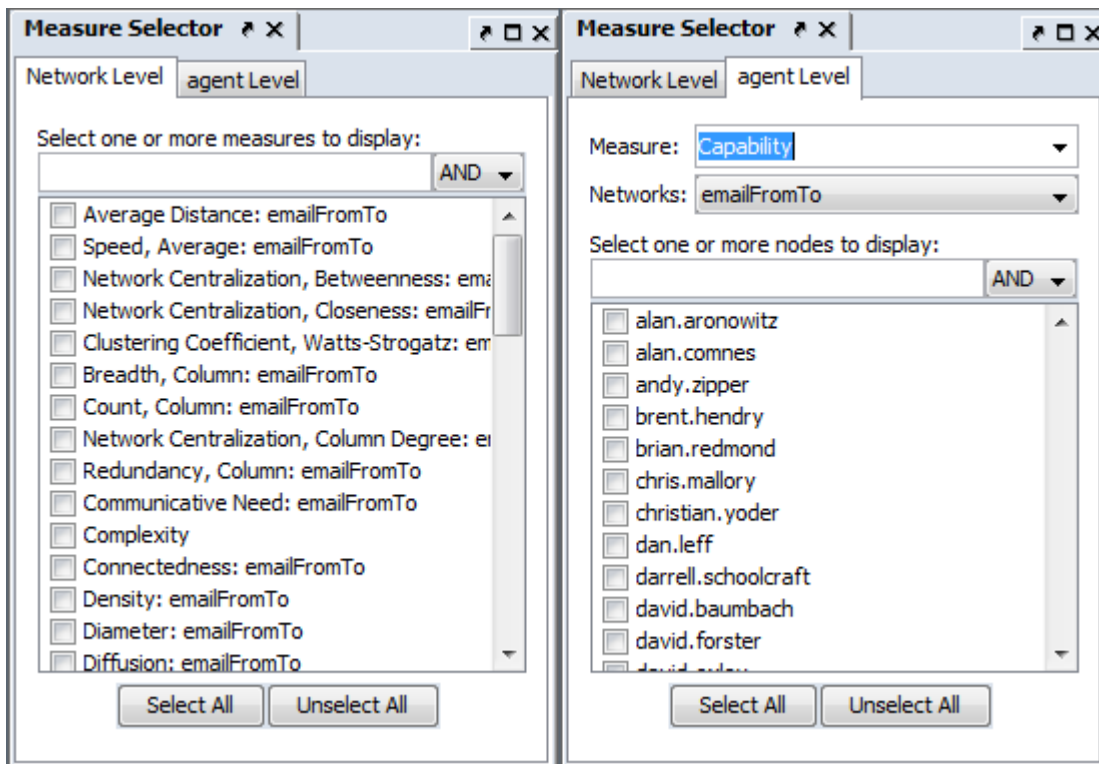 Measure Selector
Network Level
agent Level
Select one or more measures to display:
AND
Average Distance: emailFromTo
Speed, Average: emailFromTo
Network Centralization, Betweenness: ema
Network Centralization, Closeness: emailFr
Clustering Coefficient, Watts-Strogatz: em
Breadth, Column: emailFromTo
Count, Column: emailFromTo
Network Centralization, Column Degree: e
Redundancy, Column: emailFromTo
Communicative Need: emailFromTo
Complexity
Connectedness: emailFromTo
Density: emailFromTo
Diameter: emailFromTo
Diffusion: emailFromTo
Select All
Unselect All
Measure Selector
Network Level
agent Level
Measure: Capability
Networks: emailFromTo
Select one or more nodes to display:
AND
alan.aronowitz
alan.comnes
andy.zipper
brent.hendry
brian.redmond
chris.mallory
christian.yoder
dan.leff
darrell.schoolcraft
david.baumbach
david.forster
Select All
Unselect All